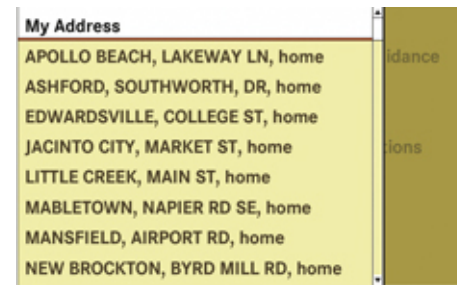 My Address
APOLLO BEACH, LAKEWAY LN, home
idance
ASHFORD, SOUTHWORTH, DR, home
EDWARDSVILLE, COLLEGE ST, home
JACINTO CITY, MARKET ST, home
tions
LITTLE CREEK, MAIN ST, home
MABLETOWN, NAPIER RD SE, home
MANSFIELD, AIRPORT RD, home
NEW BROCKTON, BYRD MILL RD, home